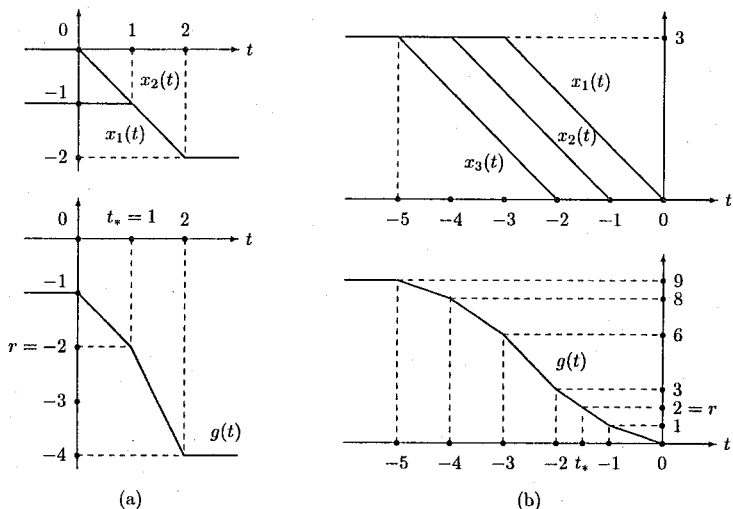 0 1 2 t
−1
x₂(t)
x₁(t)
−2
0 t* = 1 2 t
−1
r = −2
−3
g(t)
−4
(a)
3
x₁(t)
x₂(t)
x₃(t)
−5 −4 −3 −2 −1 0 t
9
8
6
g(t)
3
2 = r
1
−5 −4 −3 −2 t* −1 0 t
(b)